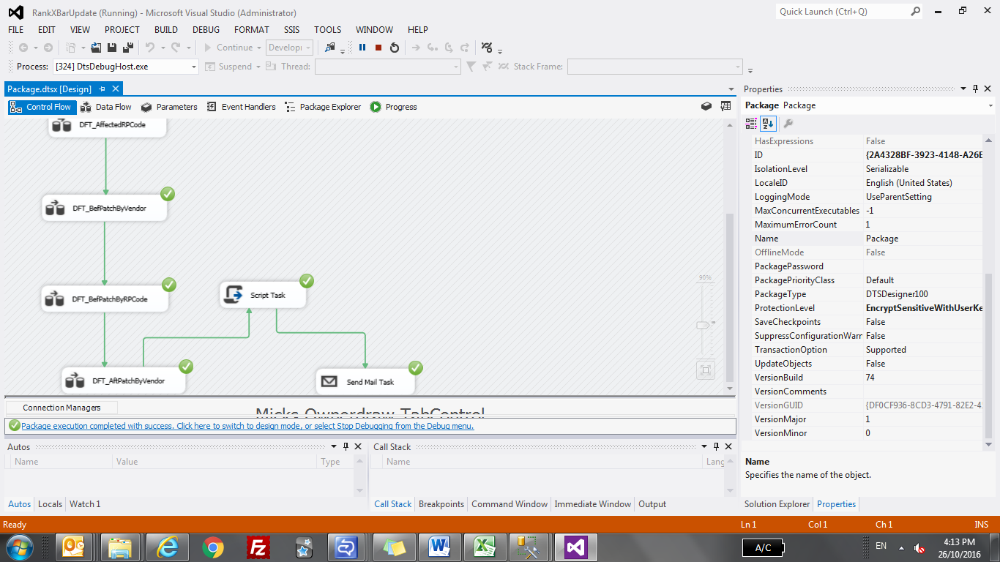 RankXBarUpdate (Running) - Microsoft Visual Studio (Administrator)
Quick Launch (Ctrl+Q)
FILE EDIT VIEW PROJECT BUILD DEBUG FORMAT SSIS TOOLS WINDOW HELP
Continue Develop
Process: [324] DtsDebugHost.exe Suspend Thread: Stack Frame:
Package.dtsx [Design]
Control Flow Data Flow Parameters Event Handlers Package Explorer Progress
DFT_AffectedRPCode
DFT_BefPatchByVendor
90%
DFT_BefPatchByRPCode
Script Task
DFT_AftPatchByVendor
Send Mail Task
Connection Managers
Micks Ownerdraw TabControl
Package execution completed with success. Click here to switch to design mode, or select Stop Debugging from the Debug menu.
Autos
Name Value Type
Autos Locals Watch 1
Call Stack
Name Lang
Call Stack Breakpoints Command Window Immediate Window Output
Properties
Package Package
HasExpressions False
ID {2A4328BF-3923-4148-A26E
IsolationLevel Serializable
LocaleID English (United States)
LoggingMode UseParentSetting
MaxConcurrentExecutables -1
MaximumErrorCount 1
Name Package
OfflineMode False
PackagePassword
PackagePriorityClass Default
PackageType DTSDesigner100
ProtectionLevel EncryptSensitiveWithUserKe
SaveCheckpoints False
SuppressConfigurationWarr False
TransactionOption Supported
UpdateObjects False
VersionBuild 74
VersionComments
VersionGUID {DF0CF936-8CD3-4791-82E2-4
VersionMajor 1
VersionMinor 0
Name
Specifies the name of the object.
Solution Explorer Properties
Ready Ln 1 Col 1 Ch 1 INS
A/C
EN
4:13 PM
26/10/2016